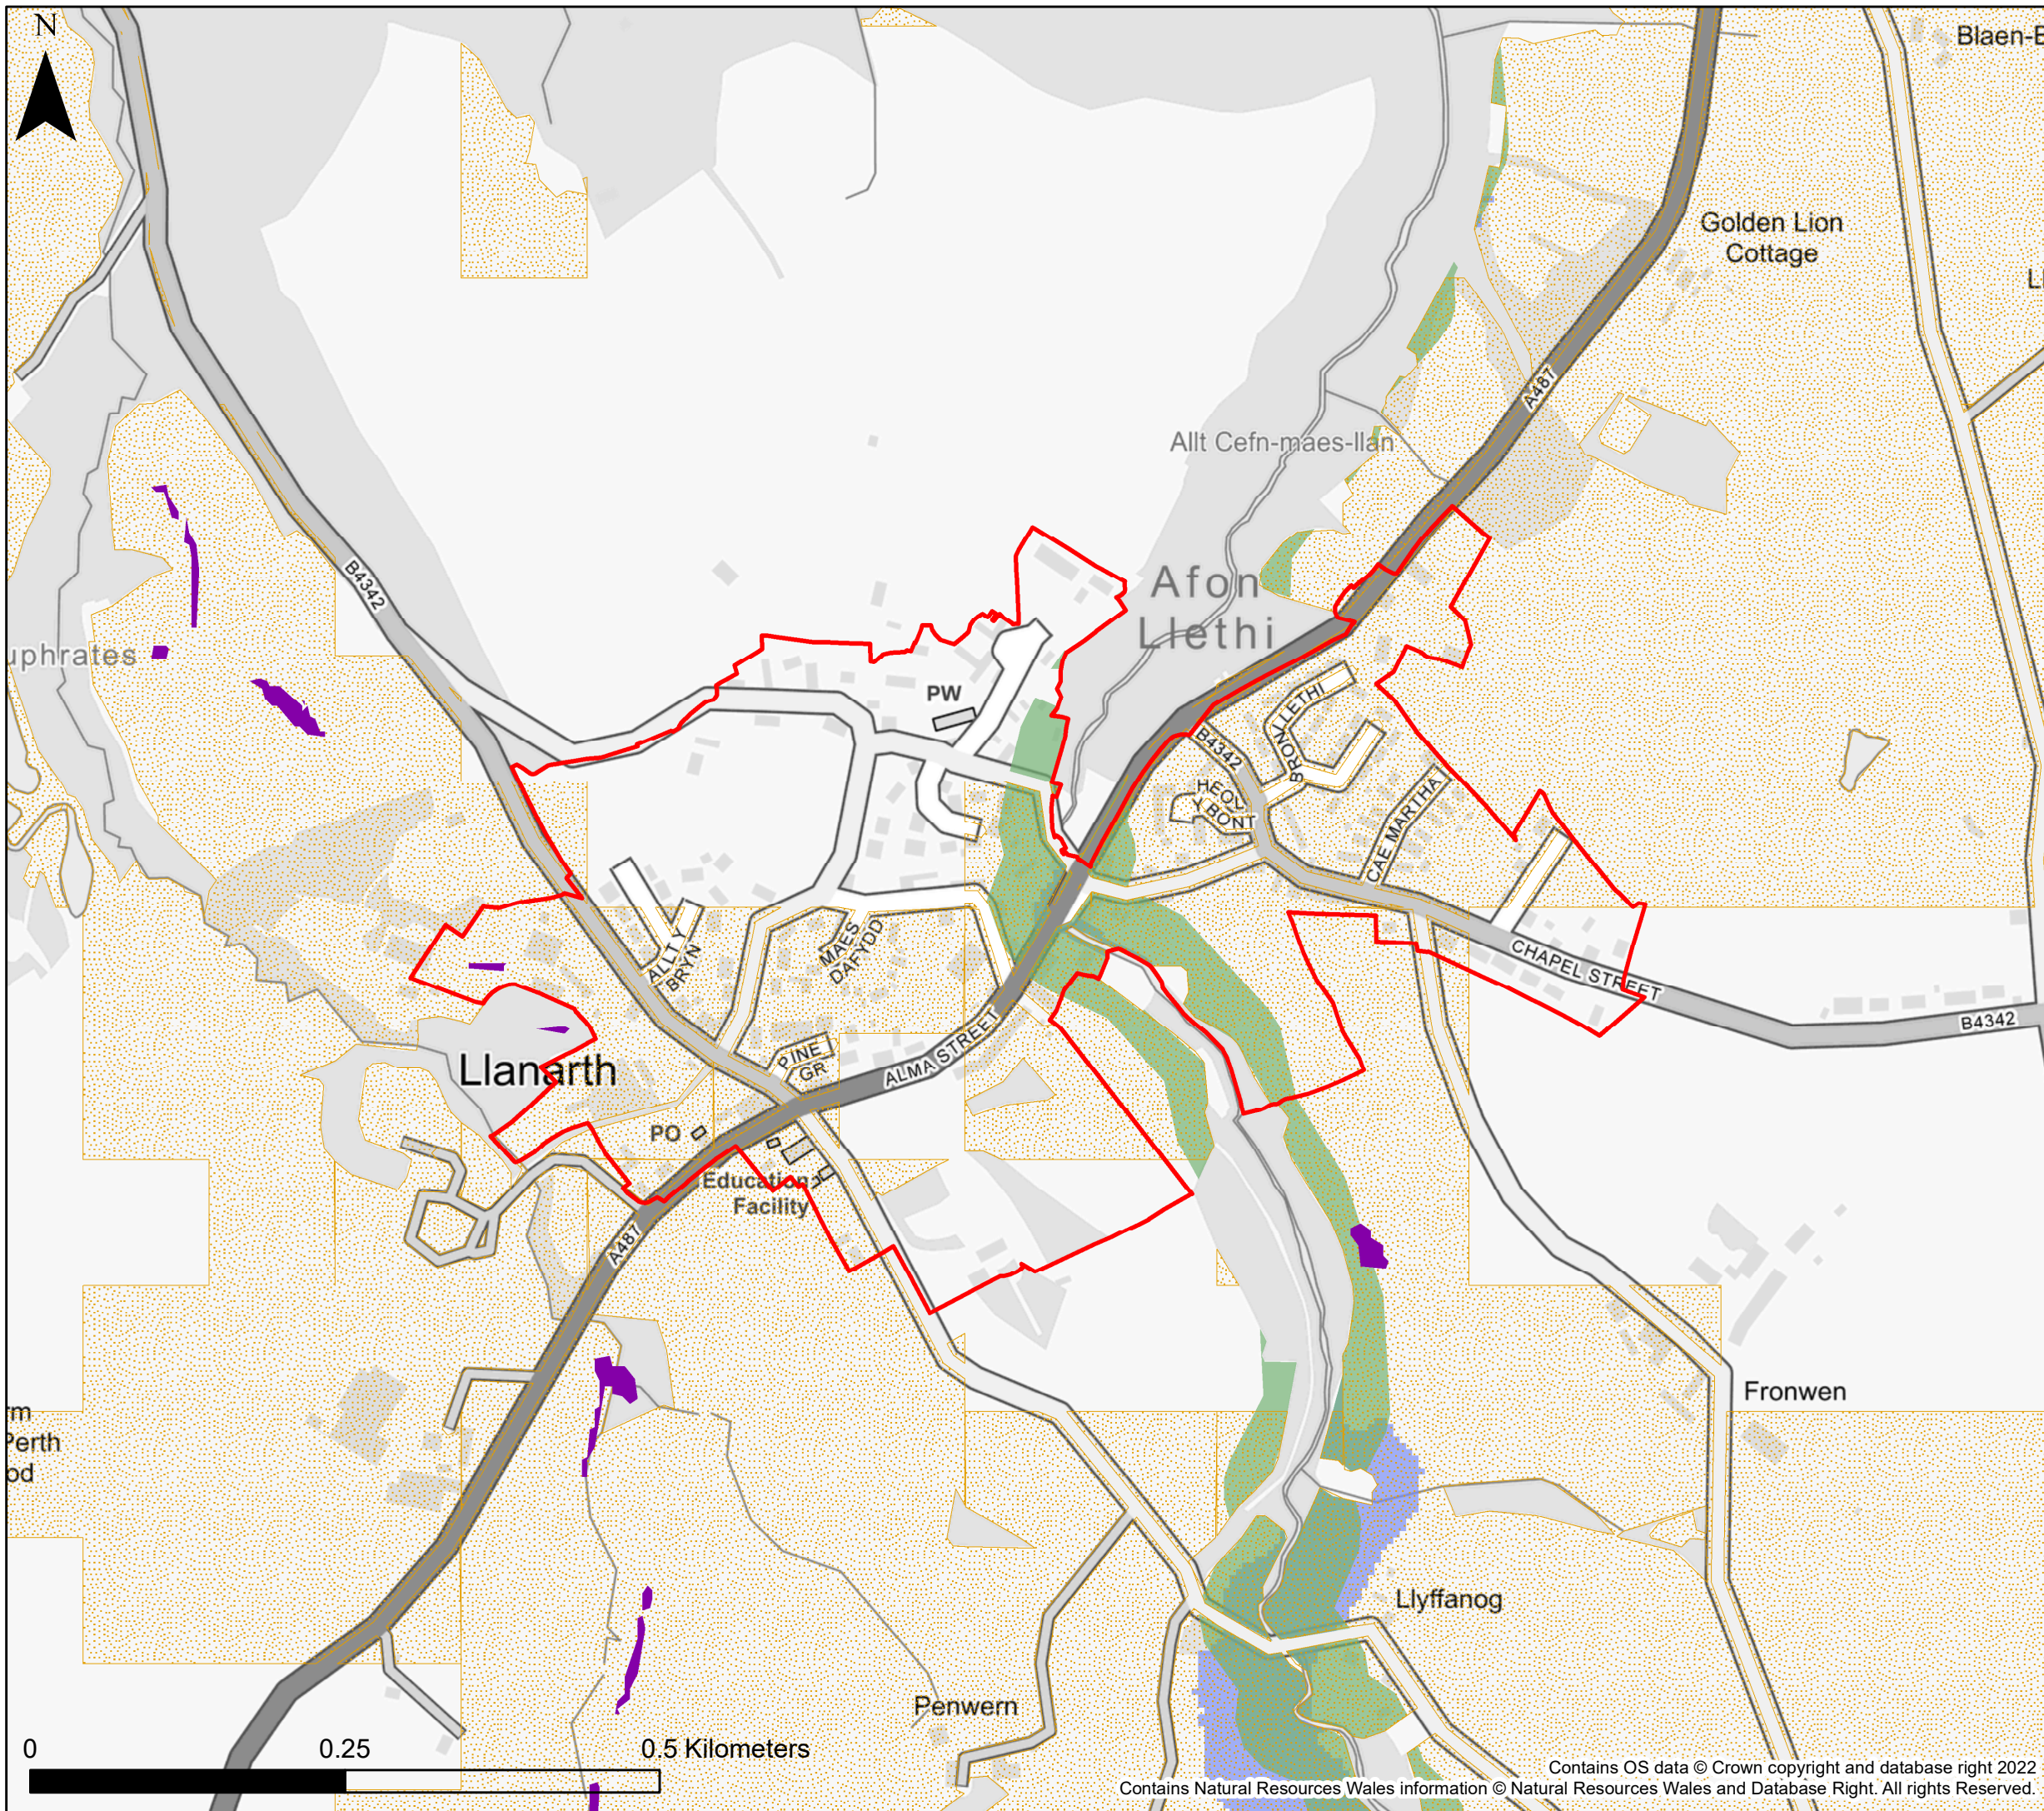 N
Blaen-E
Golden Lion
Cottage
A487
Allt Cefn-maes-llan
B4342
Afon
Llethi
uphrates
PW
BRON LLETHI
B4342
HEOL
Y BONT
CAE MARTHA
ALLT Y
BRYN
MAES
DAFYDD
CHAPEL STREET
B4342
Llanarth
PINE
GR
ALMA STREET
PO
Education
Facility
A487
Fronwen
rm
Perth
od
Llyffanog
Penwern
0 0.25 0.5 Kilometers
Contains OS data © Crown copyright and database right 2022
Contains Natural Resources Wales information © Natural Resources Wales and Database Right. All rights Reserved.